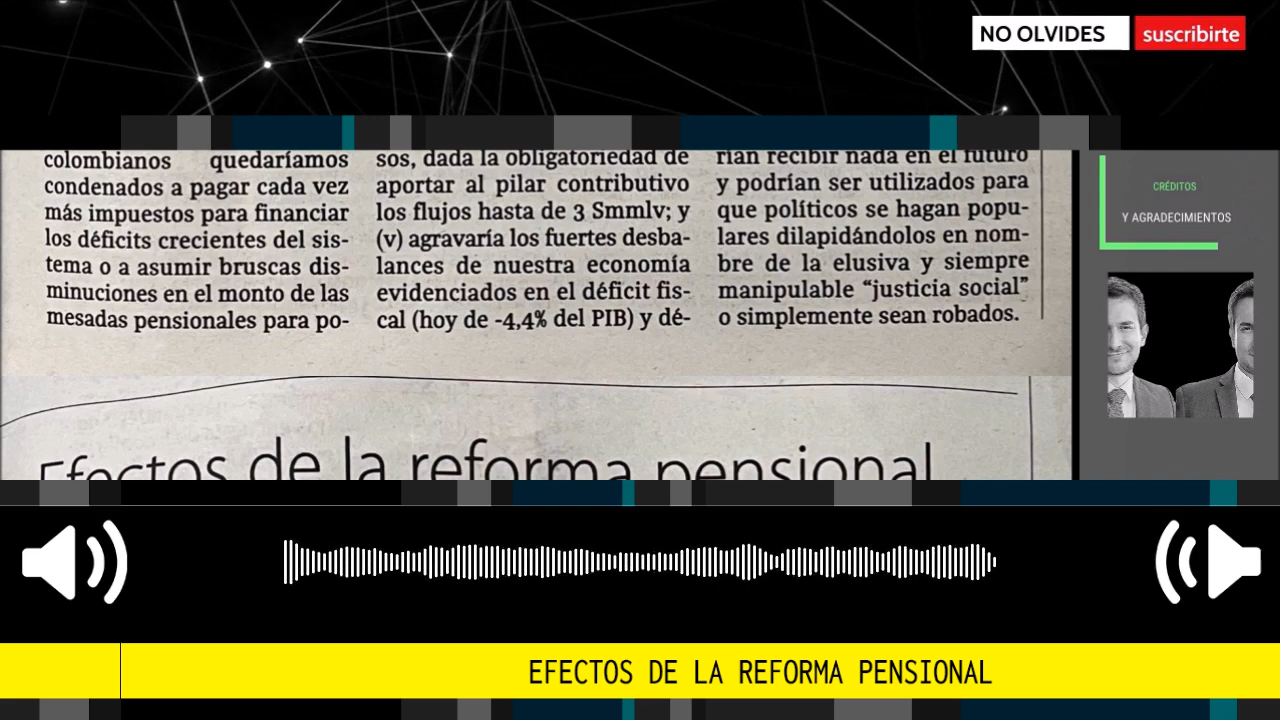 NO OLVIDES suscribirte
colombianos quedaríamos
condenados a pagar cada vez
más impuestos para financiar
los déficits crecientes del sis-
tema o a asumir bruscas dis-
minuciones en el monto de las
mesadas pensionales para po-
sos, dada la obligatoriedad de
aportar al pilar contributivo
los flujos hasta de 3 Smmlv; y
(v) agravaría los fuertes desba-
lances de nuestra economía
evidenciados en el déficit fis-
cal (hoy de -4,4% del PIB) y dé-
rían recibir nada en el futuro
y podrían ser utilizados para
que políticos se hagan popu-
lares dilapidándolos en nom-
bre de la elusiva y siempre
manipulable “justicia social”
o simplemente sean robados.
CRÉDITOS
Y AGRADECIMIENTOS
Efectos de la reforma pensional
EFECTOS DE LA REFORMA PENSIONAL